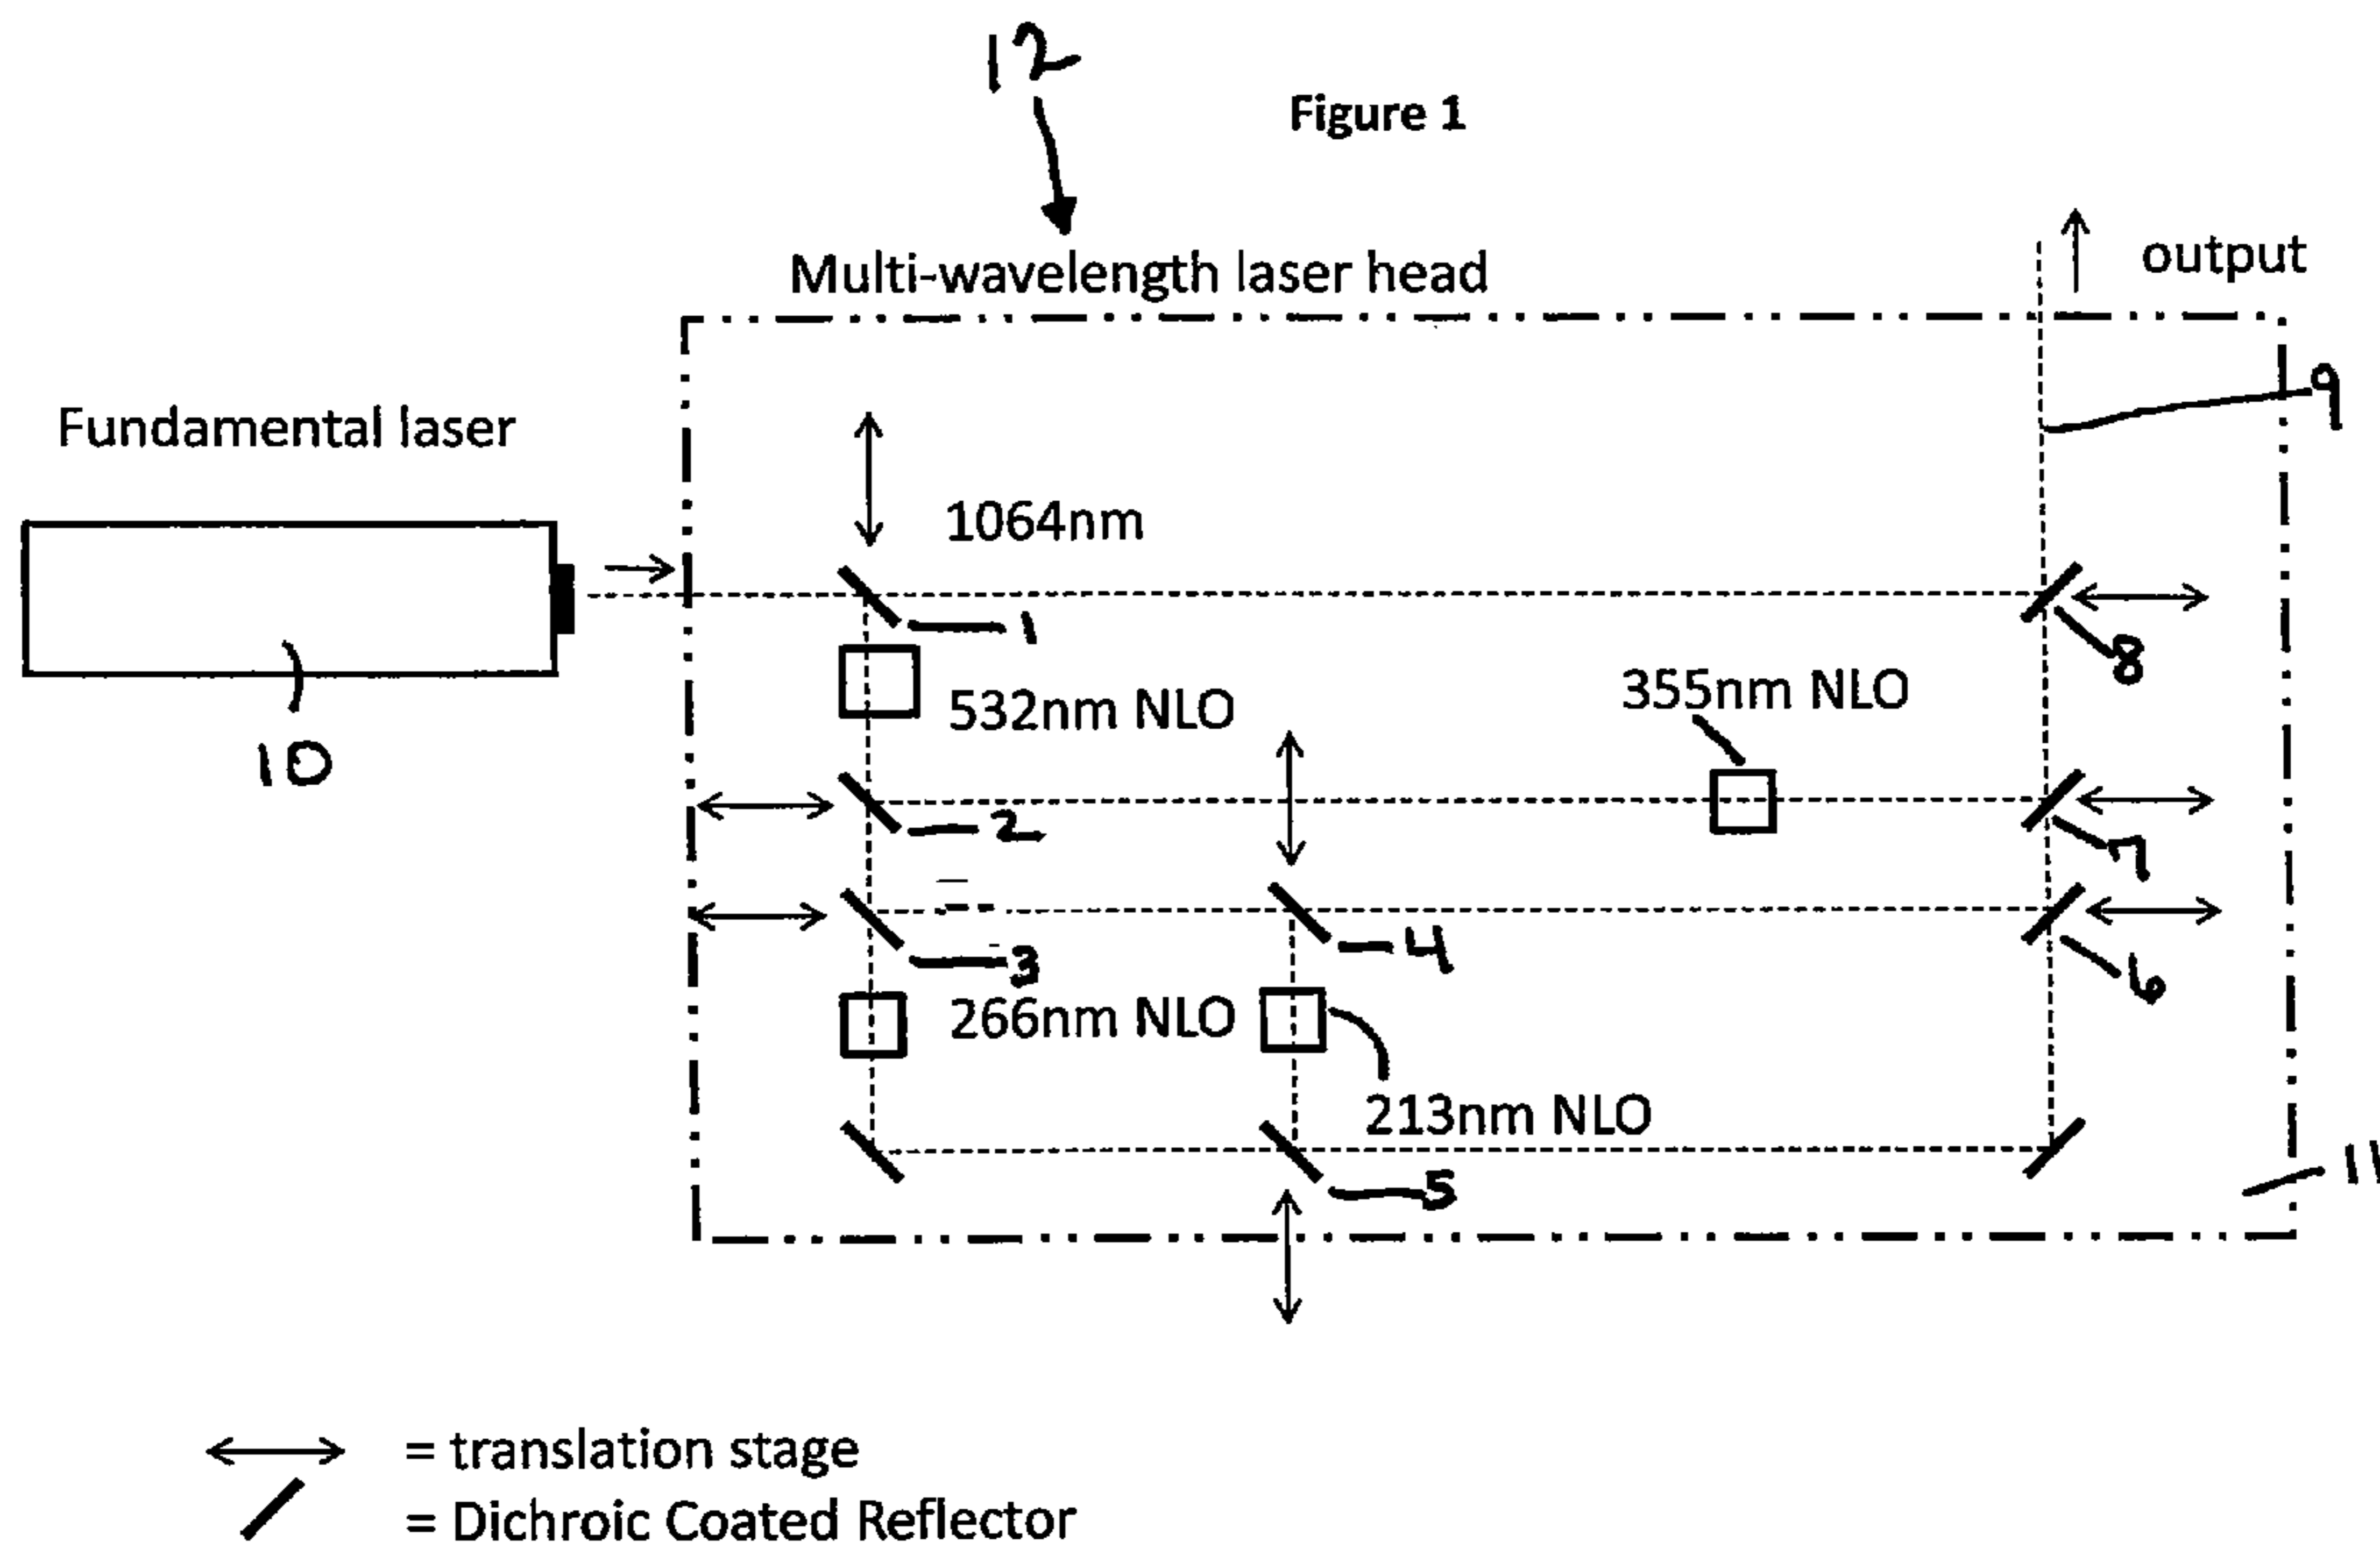 12
Figure 1
Multi-wavelength laser head
output
9
Fundamental laser
1064nm
1
8
355nm NLO
532nm NLO
10
2
7
4
3
6
266nm NLO
213nm NLO
5
11
= translation stage
= Dichroic Coated Reflector